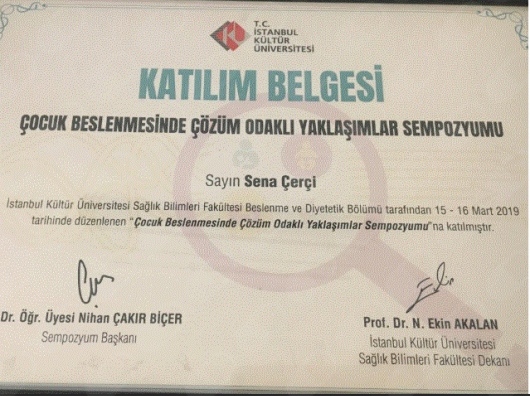 T.C.
İSTANBUL
KÜLTÜR
ÜNİVERSİTESİ
KATILIM BELGESİ
ÇOCUK BESLENMESİNDE ÇÖZÜM ODAKLI YAKLAŞIMLAR SEMPOZYUMU
Sayın Sena Çerçi
İstanbul Kültür Üniversitesi Sağlık Bilimleri Fakültesi Beslenme ve Diyetetik Bölümü tarafından 15 - 16 Mart 2019
tarihinde düzenlenen "Çocuk Beslenmesinde Çözüm Odaklı Yaklaşımlar Sempozyumu"na katılmıştır.
Dr. Öğr. Üyesi Nihan ÇAKIR BİÇER
Sempozyum Başkanı
Prof. Dr. N. Ekin AKALAN
İstanbul Kültür Üniversitesi
Sağlık Bilimleri Fakültesi Dekanı